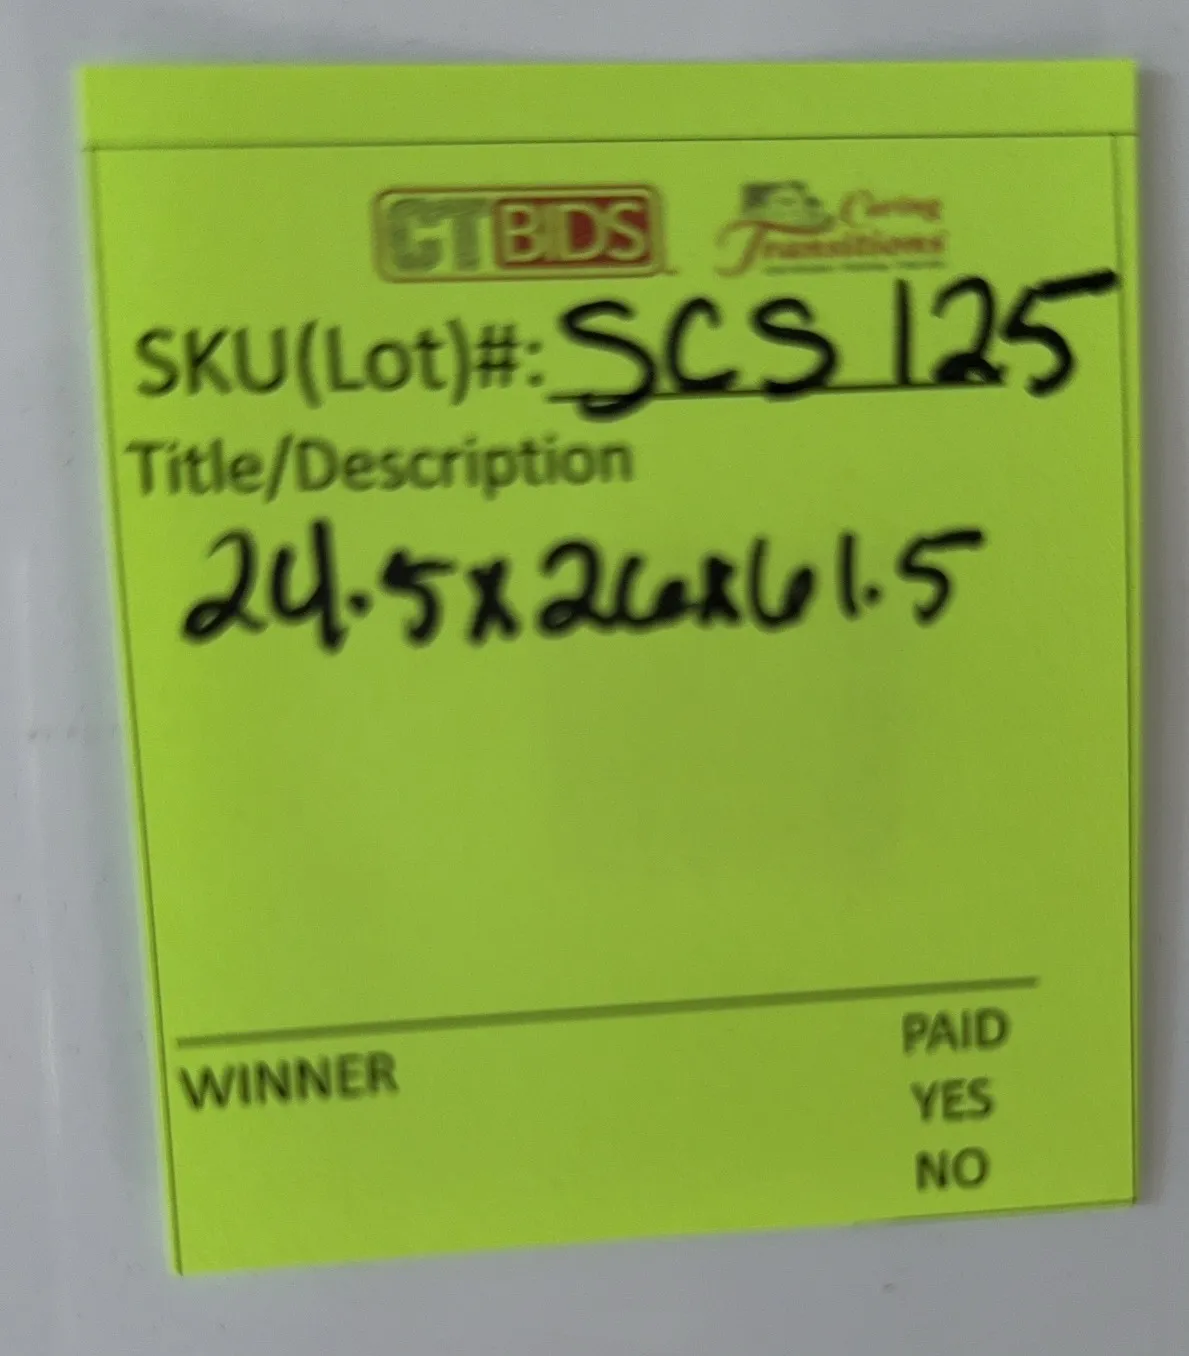 CTBIDS
Caring
Transitions
SKU(Lot)#: SCS 125
Title/Description
24.5x26x61.5
WINNER
PAID
YES
NO